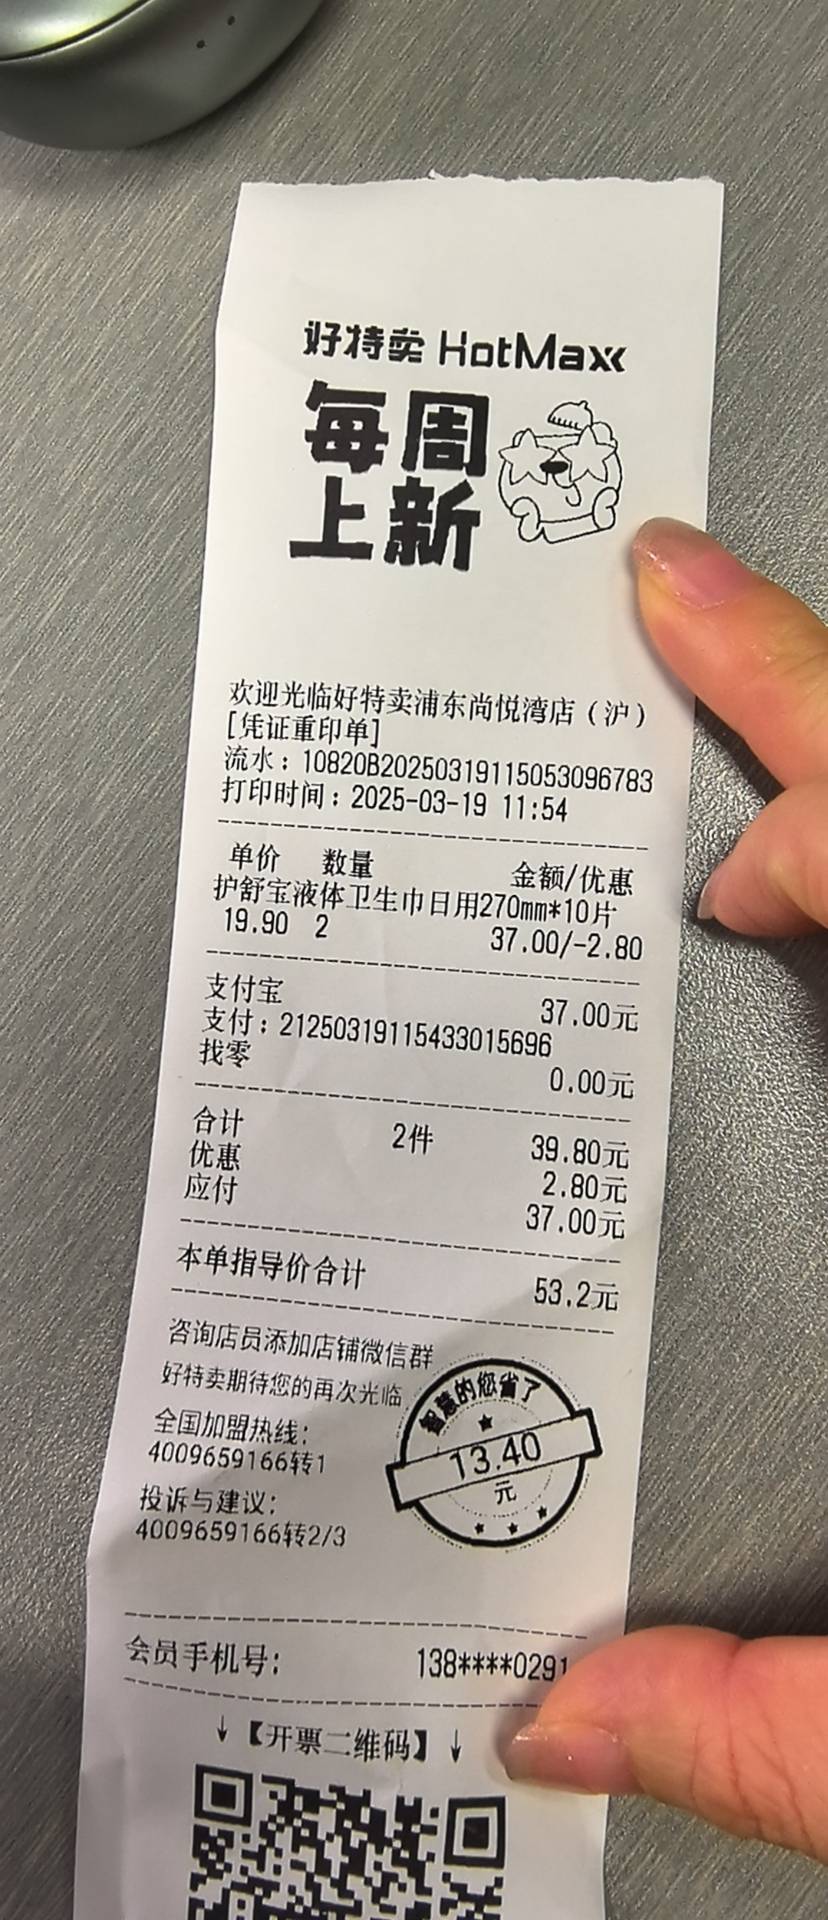 好特卖 HotMaxx
每周
上新
欢迎光临好特卖浦东尚悦湾店（沪）
[凭证重印单]
流水：10820B20250319115053096783
打印时间：2025-03-19 11:54
单价 数量 金额/优惠
护舒宝液体卫生巾日用270mm*10片
19.90 2 37.00/-2.80
支付宝 37.00元
支付：21250319115433015696
找零 0.00元
合计 2件 39.80元
优惠 2.80元
应付 37.00元
本单指导价合计 53.2元
咨询店员添加店铺微信群
好特卖期待您的再次光临
全国加盟热线：
4009659166转1
投诉与建议：
4009659166转2/3
智慧的您省了
13.40
元
会员手机号： 138****0291
↓【开票二维码】↓